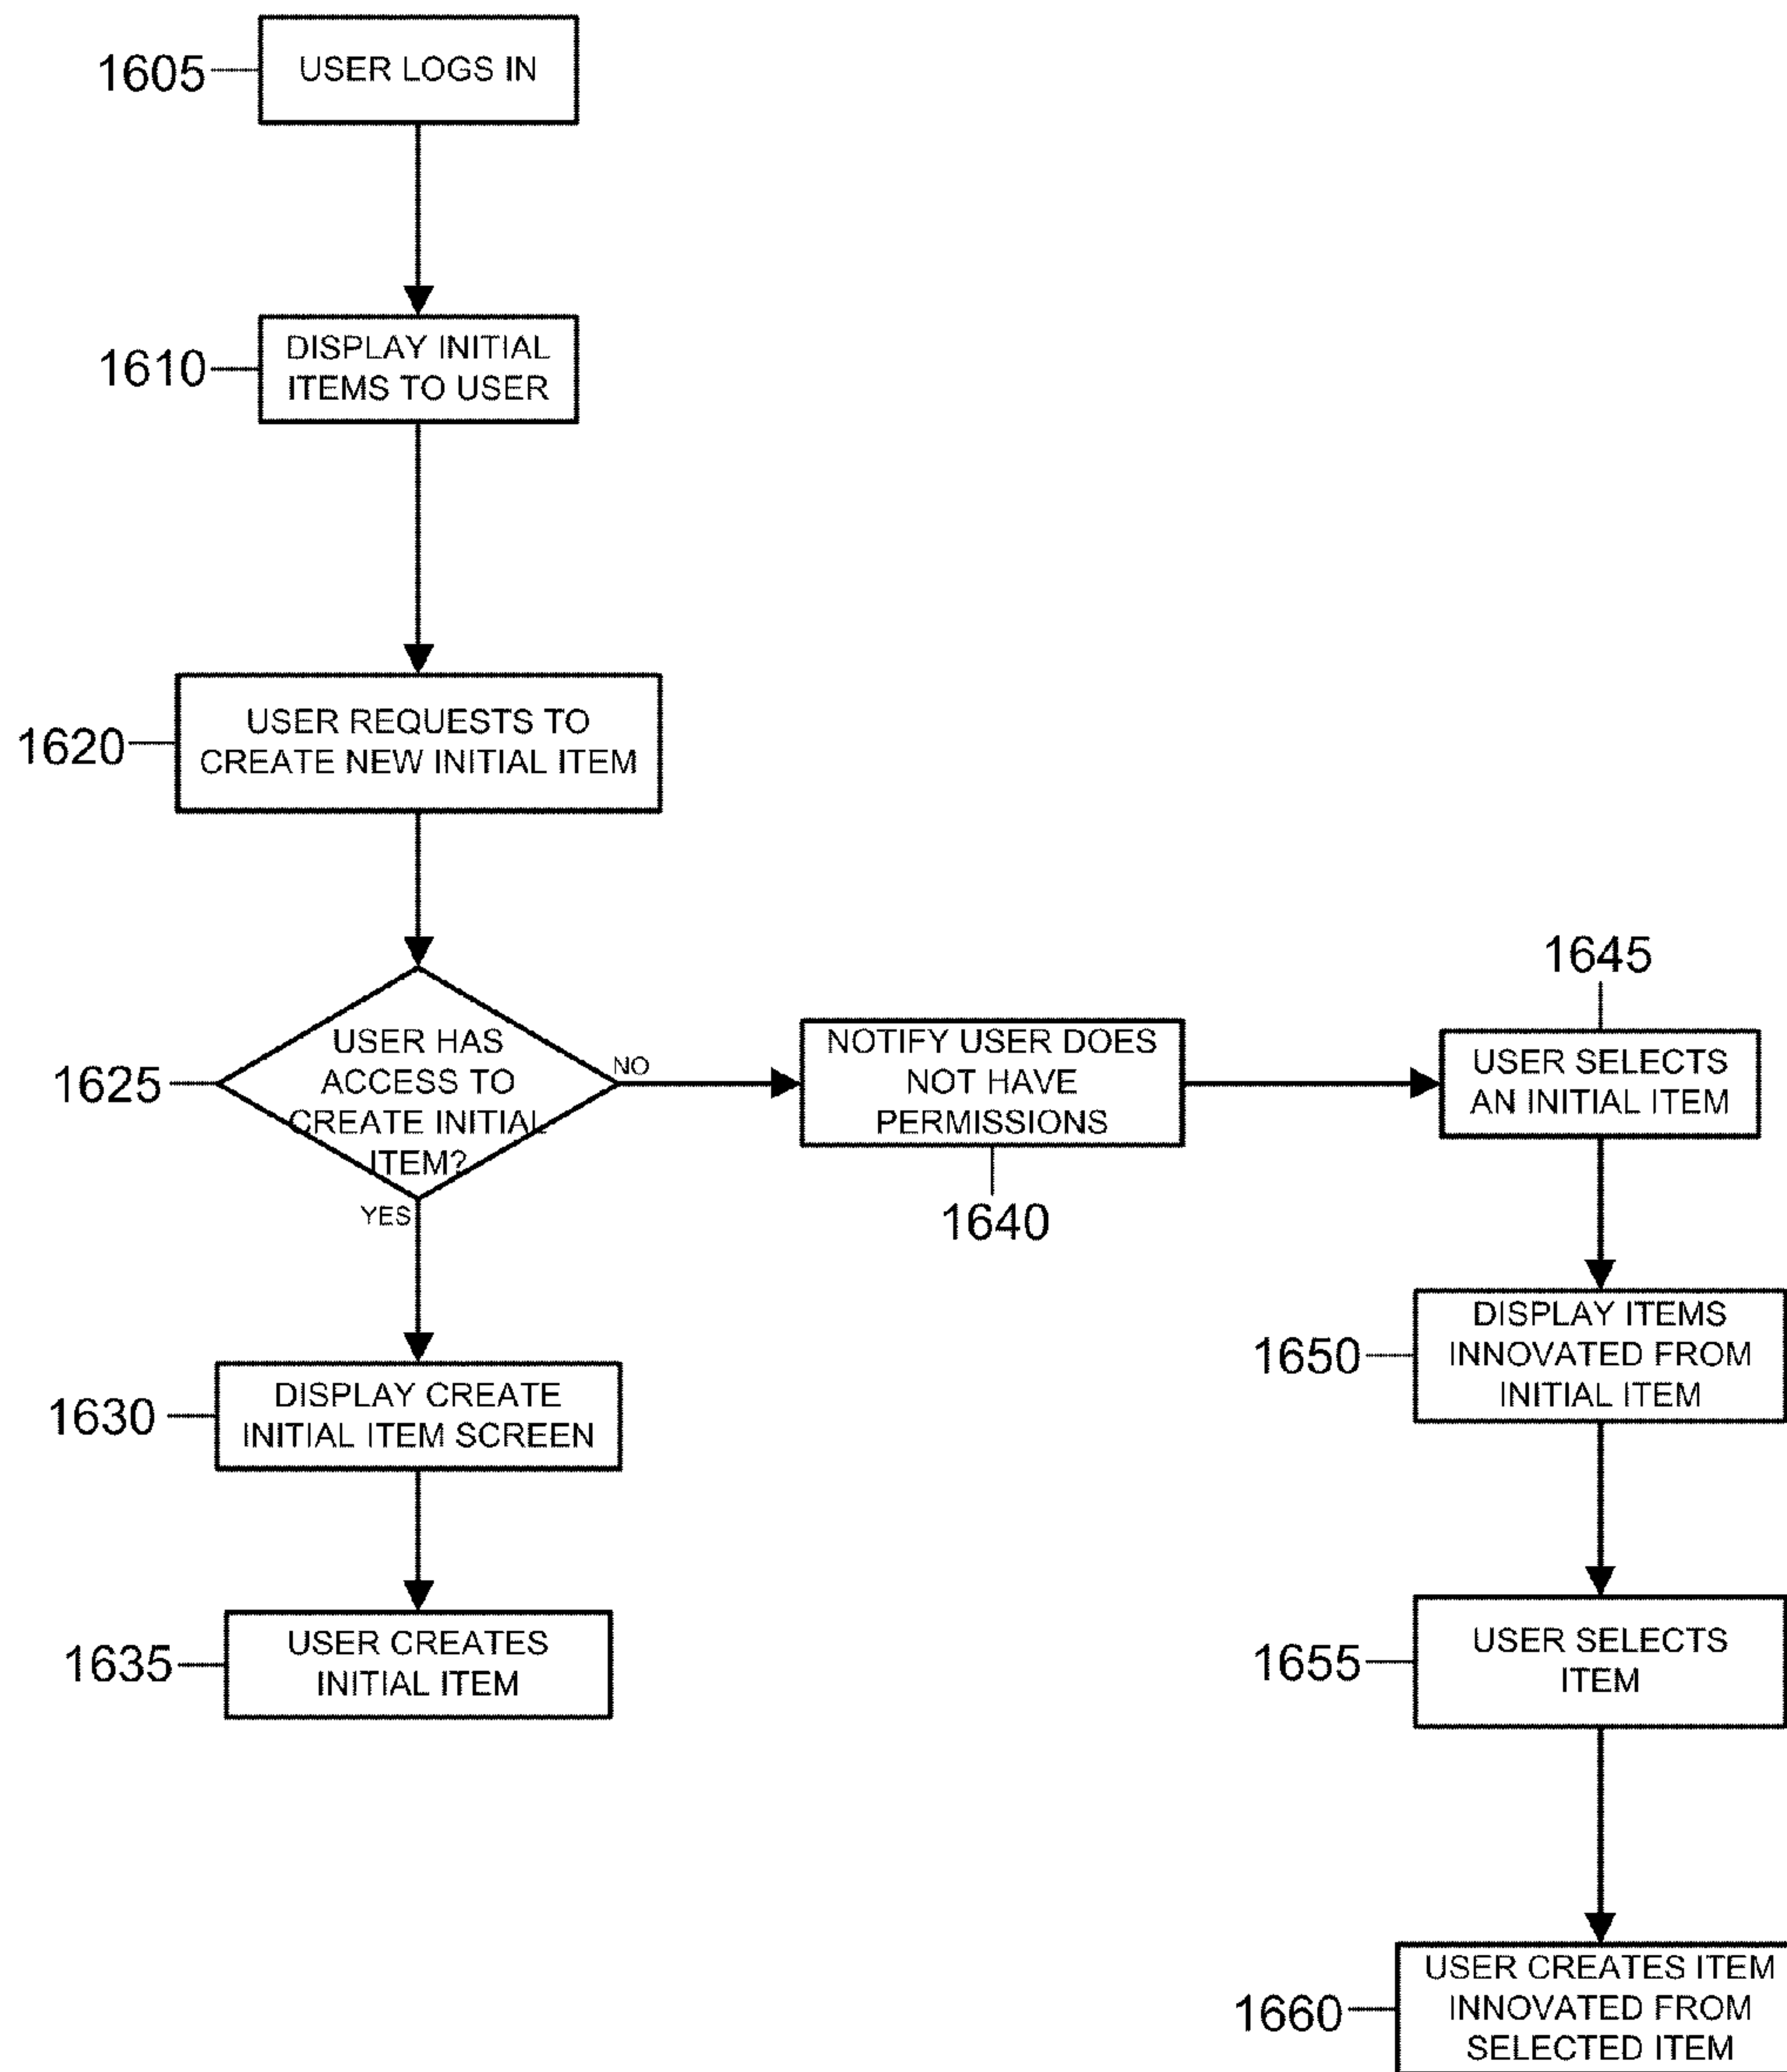 1605
USER LOGS IN
1610
DISPLAY INITIAL
ITEMS TO USER
1620
USER REQUESTS TO
CREATE NEW INITIAL ITEM
1625
USER HAS
ACCESS TO
CREATE INITIAL
ITEM?
NO
YES
NOTIFY USER DOES
NOT HAVE
PERMISSIONS
1640
1645
USER SELECTS
AN INITIAL ITEM
1630
DISPLAY CREATE
INITIAL ITEM SCREEN
1635
USER CREATES
INITIAL ITEM
1650
DISPLAY ITEMS
INNOVATED FROM
INITIAL ITEM
1655
USER SELECTS
ITEM
1660
USER CREATES ITEM
INNOVATED FROM
SELECTED ITEM